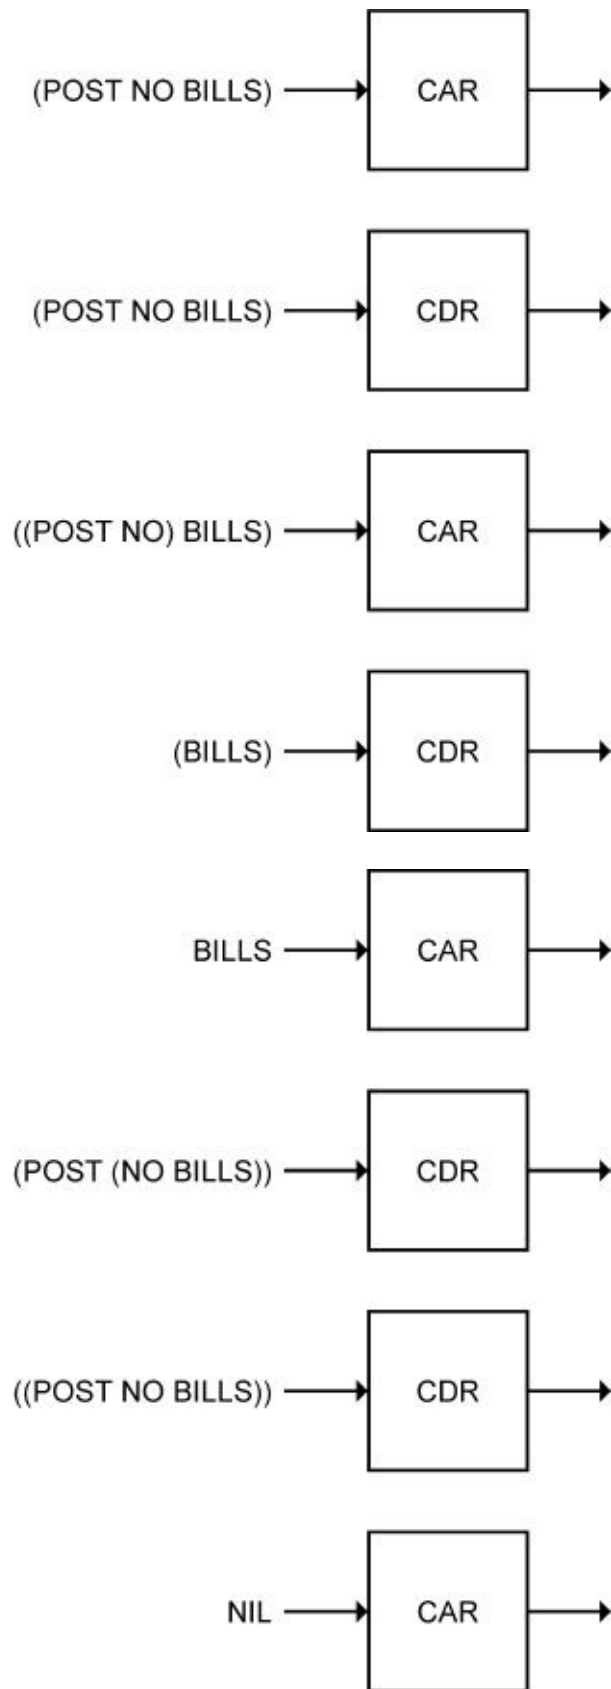 (POST NO BILLS) CAR
(POST NO BILLS) CDR
((POST NO) BILLS) CAR
(BILLS) CDR
BILLS CAR
(POST (NO BILLS)) CDR
((POST NO BILLS)) CDR
NIL CAR